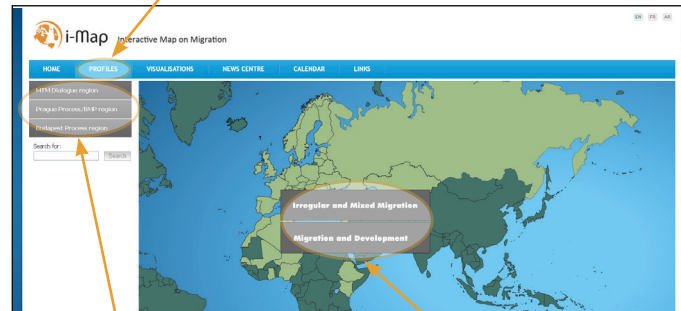 EN FR AR
i-Map Interactive Map on Migration
HOME PROFILES VISUALISATIONS NEWS CENTRE CALENDAR LINKS
MTM Dialogue region
Prague Process/BMP region
Budapest Process region
Search for:
Search
Irregular and Mixed Migration
Migration and Development